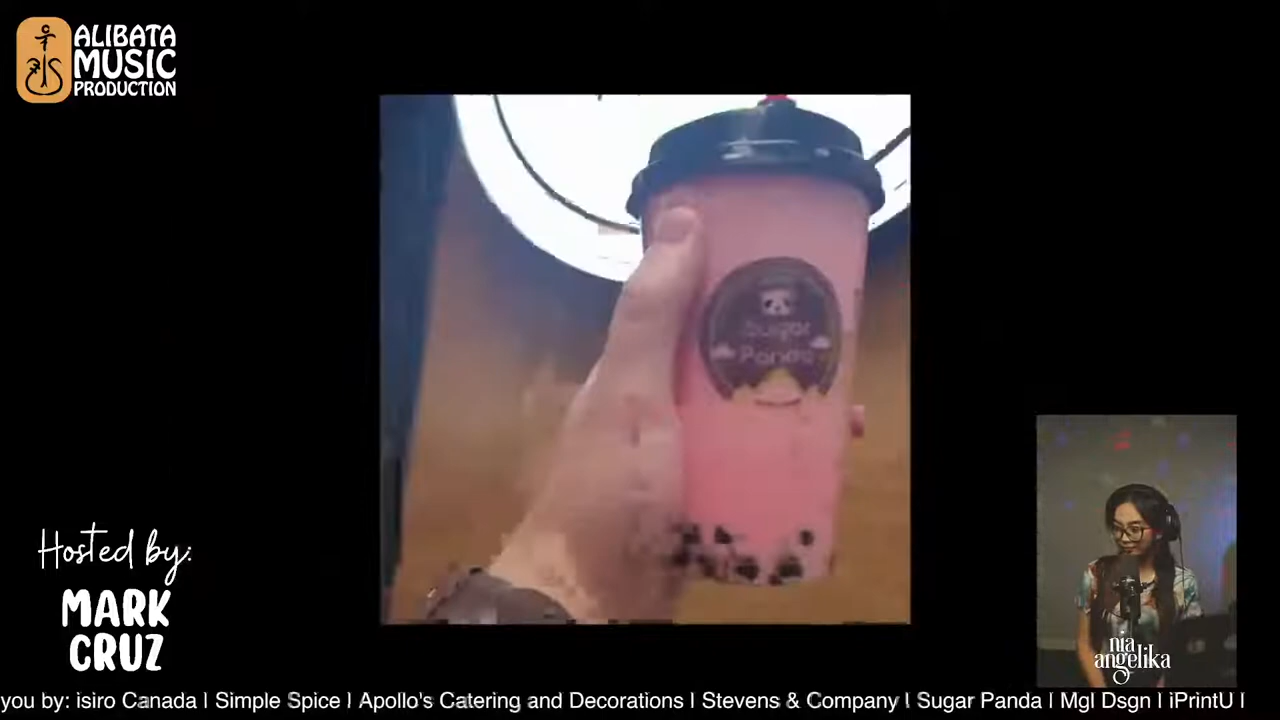 ALIBATA
MUSIC
PRODUCTION
Sugar
Panda
Hosted by:
MARK
CRUZ
nia
angelika
you by: isiro Canada | Simple Spice | Apollo's Catering and Decorations | Stevens & Company | Sugar Panda | Mgl Dsgn | iPrintU |